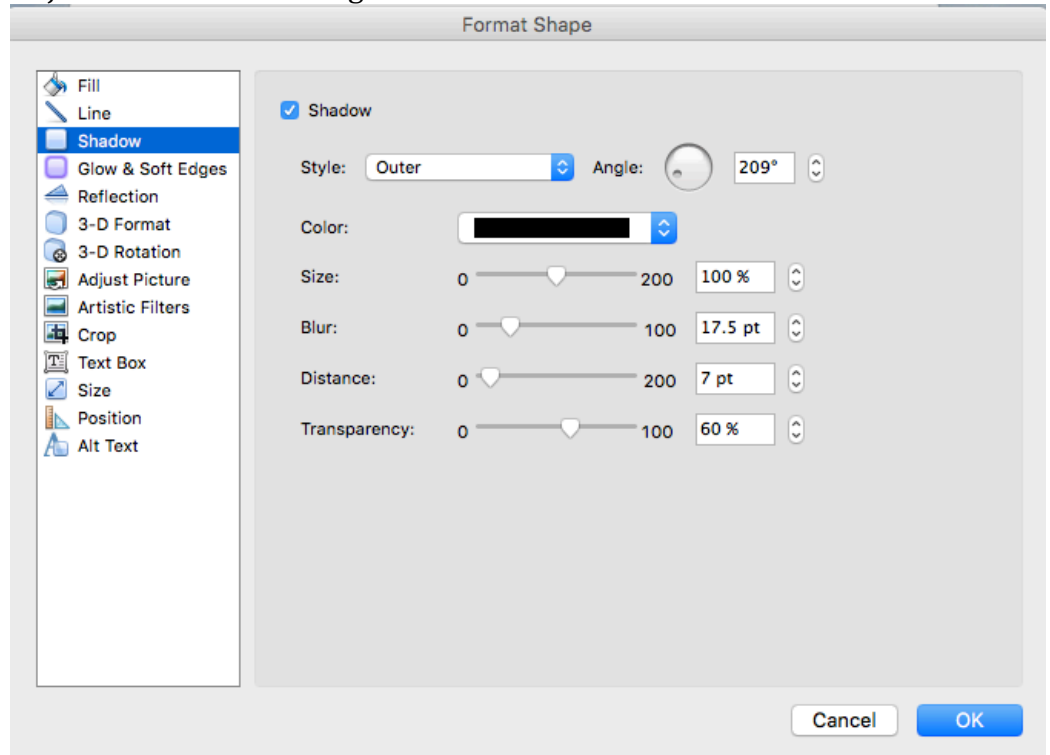 Format Shape
Fill
Line
Shadow
Glow & Soft Edges
Reflection
3-D Format
3-D Rotation
Adjust Picture
Artistic Filters
Crop
Text Box
Size
Position
Alt Text
Shadow
Style: Outer Angle: 209°
Color:
Size: 0 200 100 %
Blur: 0 100 17.5 pt
Distance: 0 200 7 pt
Transparency: 0 100 60 %
Cancel OK